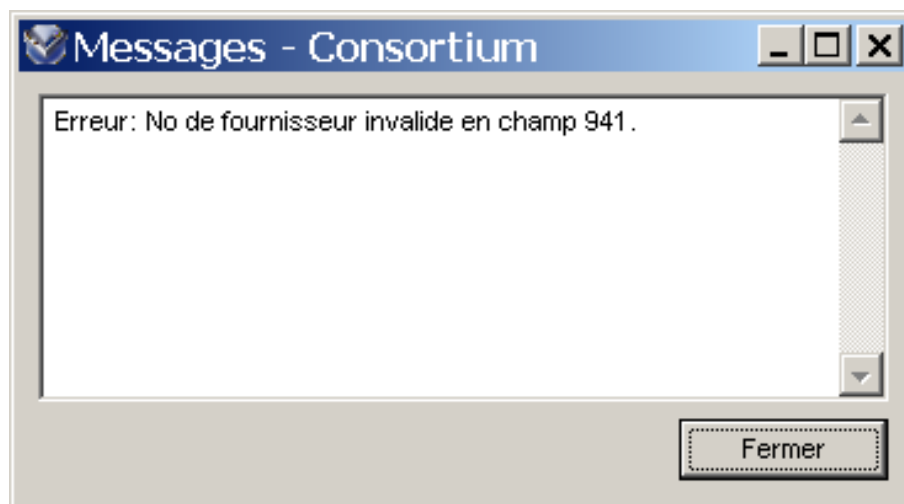 Messages - Consortium
Erreur: No de fournisseur invalide en champ 941.
Fermer